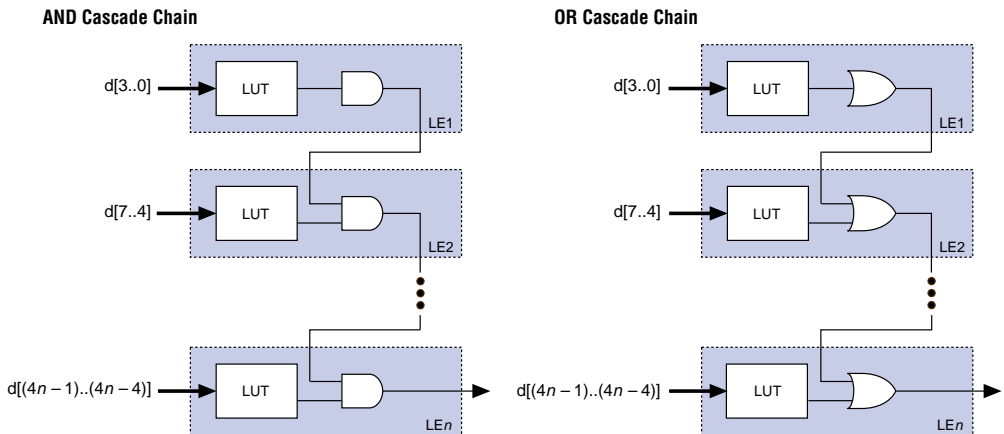 AND Cascade Chain
d[3..0]
LUT
LE1
d[7..4]
LUT
LE2
d[(4n – 1)..(4n – 4)]
LUT
LEn
OR Cascade Chain
d[3..0]
LUT
LE1
d[7..4]
LUT
LE2
d[(4n – 1)..(4n – 4)]
LUT
LEn